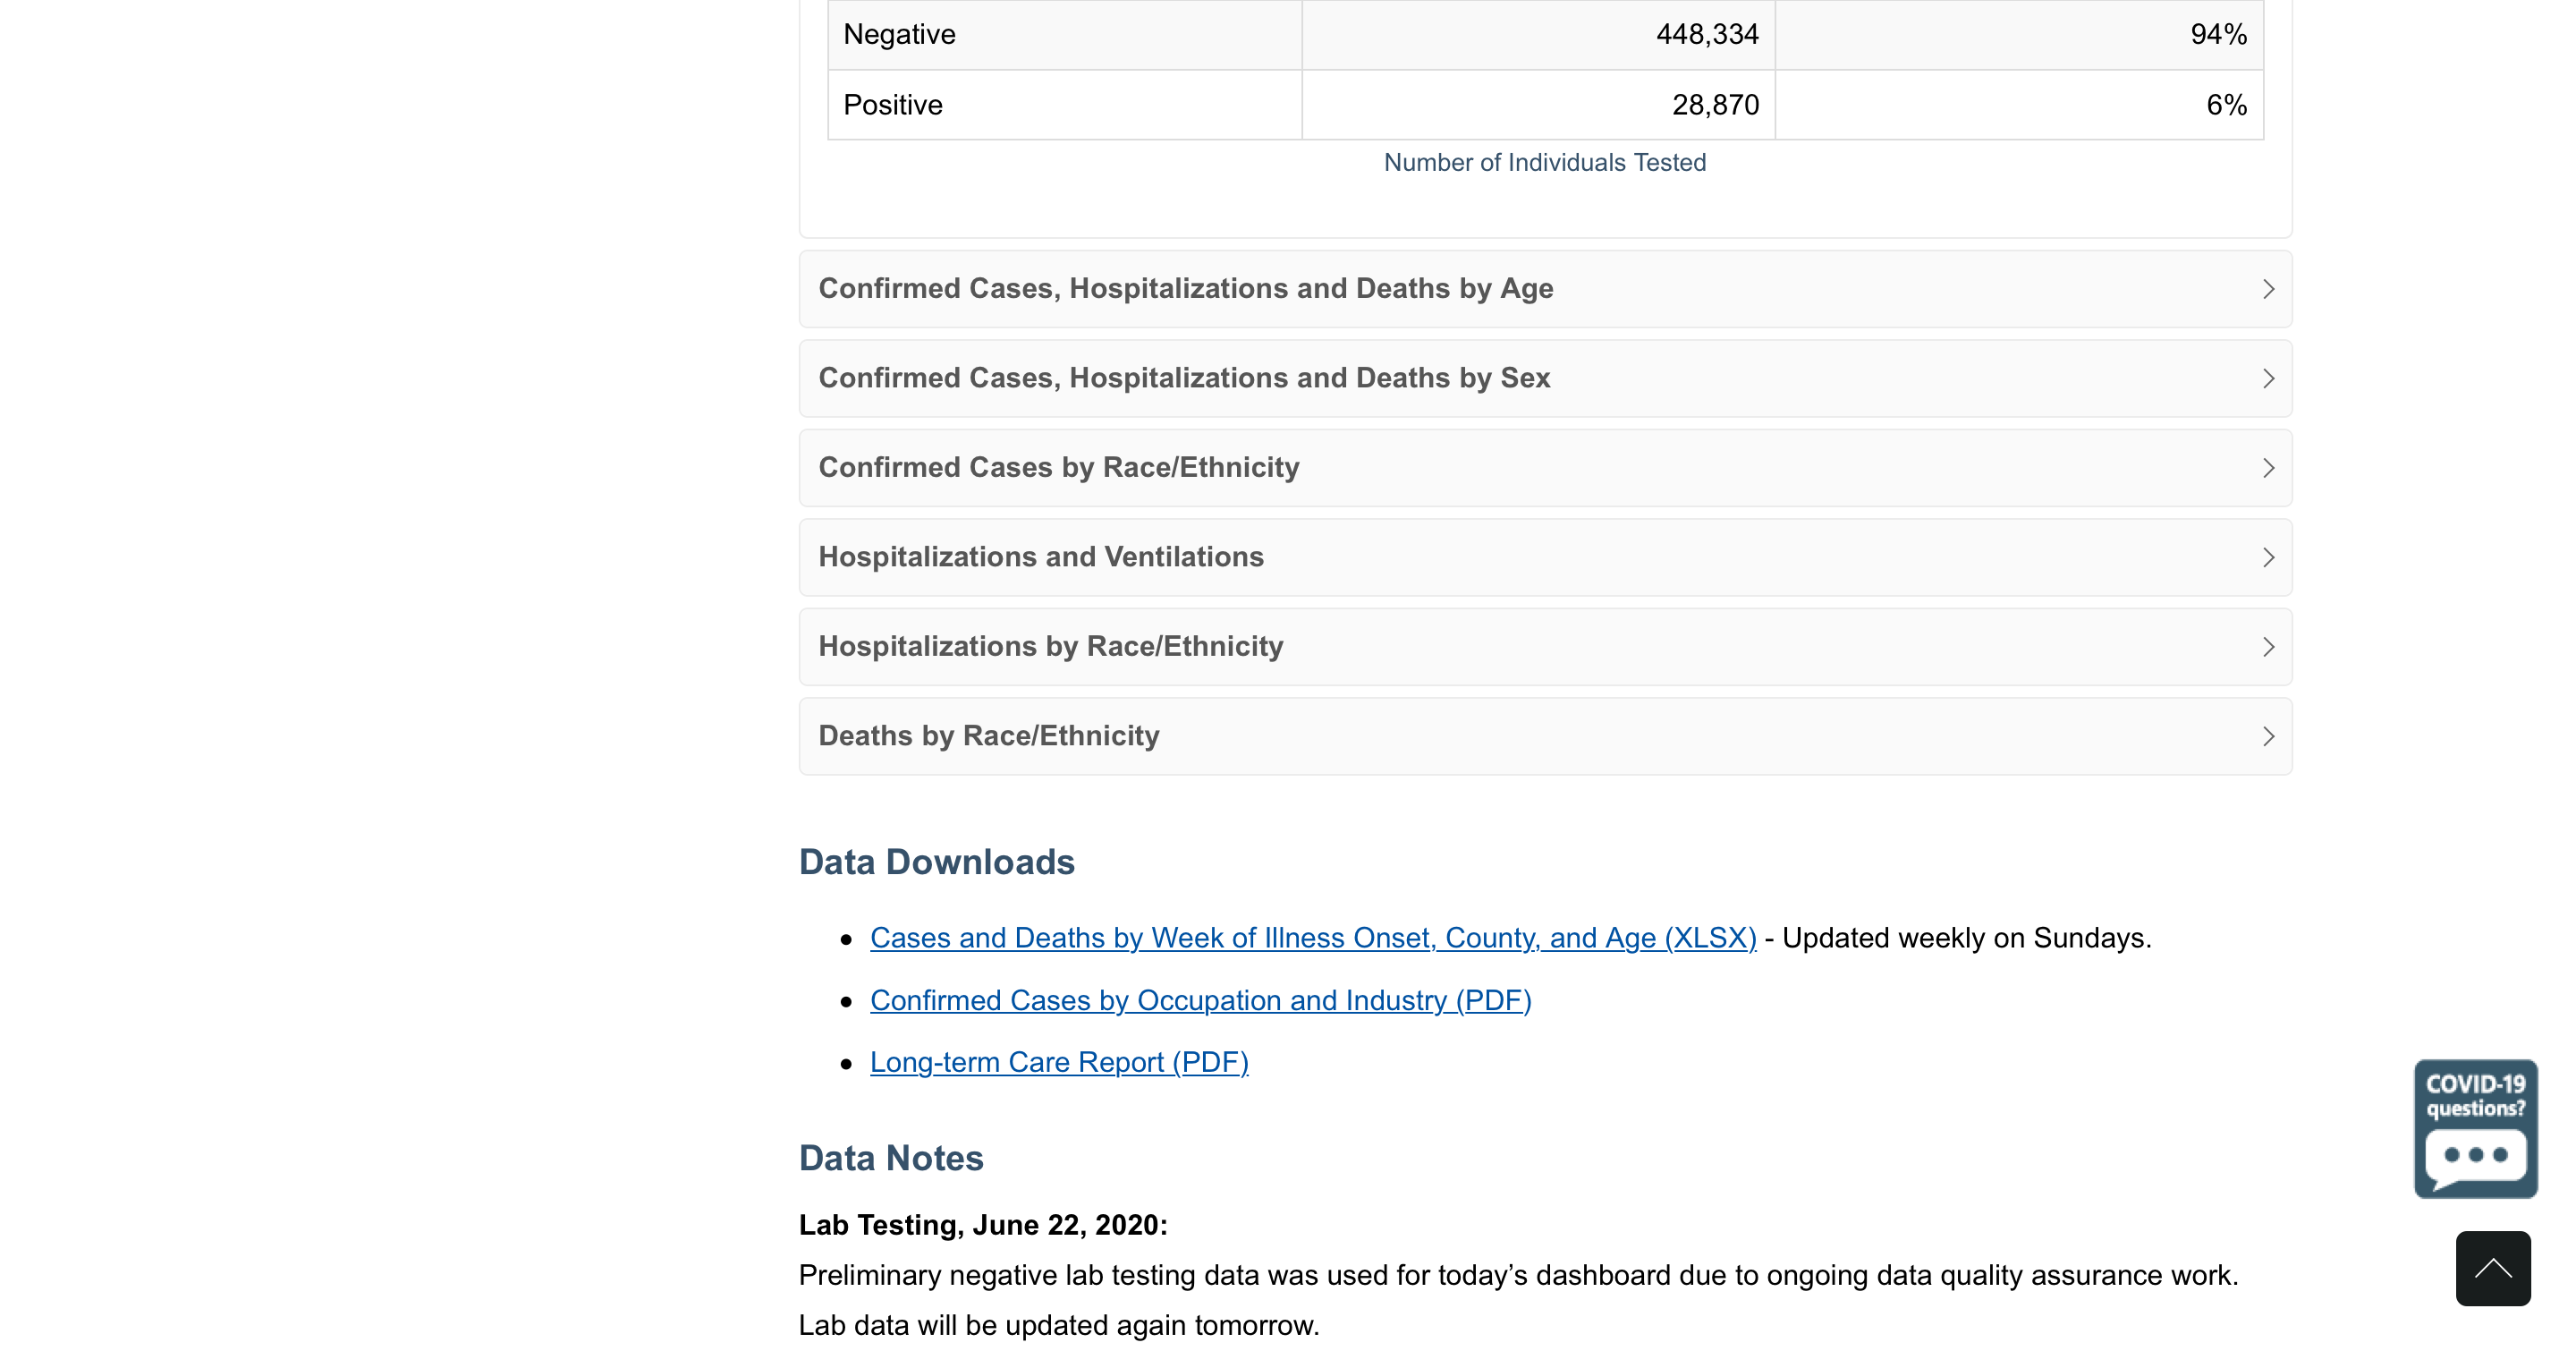 Negative 448,334 94%
Positive 28,870 6%
Number of Individuals Tested
Confirmed Cases, Hospitalizations and Deaths by Age
Confirmed Cases, Hospitalizations and Deaths by Sex
Confirmed Cases by Race/Ethnicity
Hospitalizations and Ventilations
Hospitalizations by Race/Ethnicity
Deaths by Race/Ethnicity
Data Downloads
Cases and Deaths by Week of Illness Onset, County, and Age (XLSX) - Updated weekly on Sundays.
Confirmed Cases by Occupation and Industry (PDF)
Long-term Care Report (PDF)
COVID-19
questions?
Data Notes
Lab Testing, June 22, 2020:
Preliminary negative lab testing data was used for today’s dashboard due to ongoing data quality assurance work.
Lab data will be updated again tomorrow.